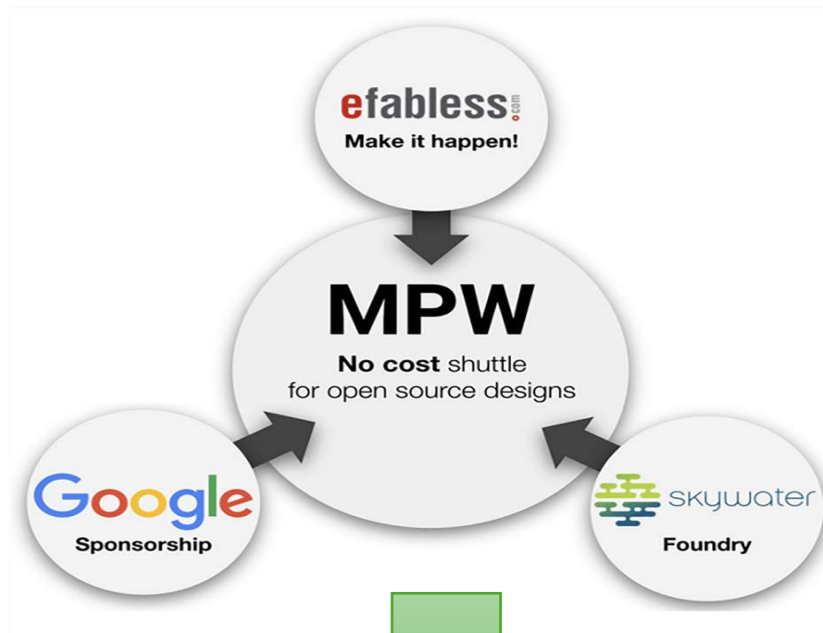 efabless.com
Make it happen!
MPW
No cost shuttle
for open source designs
Google
Sponsorship
skywater
Foundry